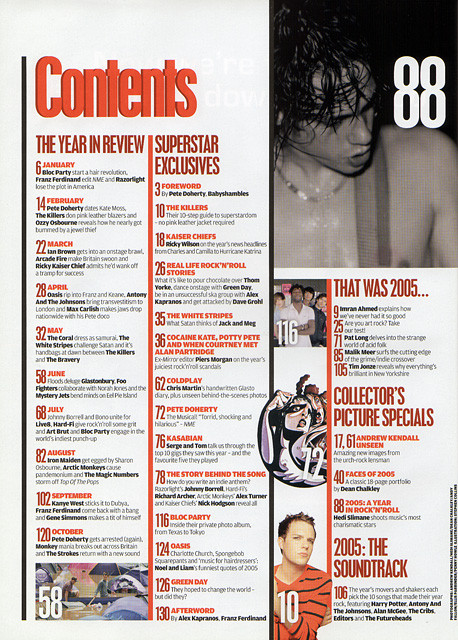 Contents
88
THE YEAR IN REVIEW
6 JANUARY
Bloc Party start a hair revolution,
Franz Ferdinand edit NME and Razorlight
lose the plot in America
14 FEBRUARY
Pete Doherty dates Kate Moss,
The Killers don pink leather blazers and
Ozzy Osbourne reveals how he nearly got
bummed by a jewel thief
22 MARCH
Ian Brown gets into an onstage brawl,
Arcade Fire make Britain swoon and
Ricky Kaiser Chief admits he'd wank off
a tramp for success
28 APRIL
Oasis rip into Franz and Keane, Antony
And The Johnsons bring transvestitism to
London and Max Carlish makes jaws drop
nationwide with his Pete doco
32 MAY
The Coral dress as samurai, The
White Stripes challenge Satan and it's
handbags at dawn between The Killers
and The Bravery
58 JUNE
Floods deluge Glastonbury, Foo
Fighters collaborate with Norah Jones and the
Mystery Jets bend minds on Eel Pie Island
68 JULY
Johnny Borrell and Bono unite for
Live8, Hard-Fi give rock'n'roll some grit
and Art Brut and Bloc Party engage in the
world's indiest punch-up
82 AUGUST
Iron Maiden get egged by Sharon
Osbourne, Arctic Monkeys cause
pandemonium and The Magic Numbers
storm off Top Of The Pops
102 SEPTEMBER
Kanye West sticks it to Dubya,
Franz Ferdinand come back with a bang
and Gene Simmons makes a tit of himself
120 OCTOBER
Pete Doherty gets arrested (again),
Monkey mania breaks out across Britain
and The Strokes return with a new sound
58
SUPERSTAR
EXCLUSIVES
3 FOREWORD
By Pete Doherty, Babyshambles
10 THE KILLERS
Their 10-step guide to superstardom
– no pink leather jacket required
18 KAISER CHIEFS
Ricky Wilson on the year's news headlines
from Charles and Camilla to Hurricane Katrina
26 REAL LIFE ROCK'N'ROLL
STORIES
What it's like to pour chocolate over Thom
Yorke, dance onstage with Green Day,
be in an unsuccessful ska group with Alex
Kapranos and get attacked by Dave Grohl
35 THE WHITE STRIPES
What Satan thinks of Jack and Meg
36 COCAINE KATE, POTTY PETE
AND WHEN COURTNEY MET
ALAN PARTRIDGE
Ex-Mirror editor Piers Morgan on the year's
juiciest rock'n'roll scandals
62 COLDPLAY
Chris Martin's handwritten Glasto
diary, plus unseen behind-the-scenes photos
72 PETE DOHERTY
The Musical: "Torrid, shocking and
hilarious" – NME
76 KASABIAN
Serge and Tom talk us through the
top 10 gigs they saw this year – and the
favourite five they played
78 THE STORY BEHIND THE SONG
How do you write an indie anthem?
Razorlight's Johnny Borrell, Hard-Fi's
Richard Archer, Arctic Monkeys' Alex Turner
and Kaiser Chiefs' Nick Hodgson reveal all
116 BLOC PARTY
Inside their private photo album,
from Texas to Tokyo
124 OASIS
Charlotte Church, Spongebob
Squarepants and 'music for hairdressers':
Noel and Liam's funniest quotes of 2005
126 GREEN DAY
They hoped to change the world –
but did they?
130 AFTERWORD
By Alex Kapranos, Franz Ferdinand
116
72
10
THAT WAS 2005...
9 Imran Ahmed explains how
we've never had it so good
25 Are you rock? Take
our test!
71 Pat Long delves into the strange
world of acid folk
85 Malik Meer surfs the cutting edge
of the grime/indie crossover
105 Tim Jonze reveals why everything's
brilliant in New Yorkshire
COLLECTOR'S
PICTURE SPECIALS
17, 61 ANDREW KENDALL
UNSEEN
Amazing new images from
the urch-rock lensman
40 FACES OF 2005
A classic 18-page portfolio
by Dean Chalkley
88 2005: A YEAR
IN ROCK'N'ROLL
Hedi Slimane shoots music's most
charismatic stars
2005: THE
SOUNDTRACK
106 The year's movers and shakers each
pick the 10 songs that made their year
rock, featuring Harry Potter, Antony And
The Johnsons, Alan McGee, The Cribs,
Editors and The Futureheads